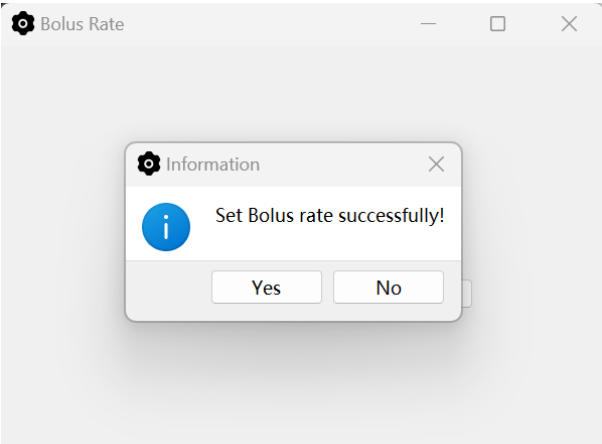 Bolus Rate
Information
Set Bolus rate successfully!
Yes No